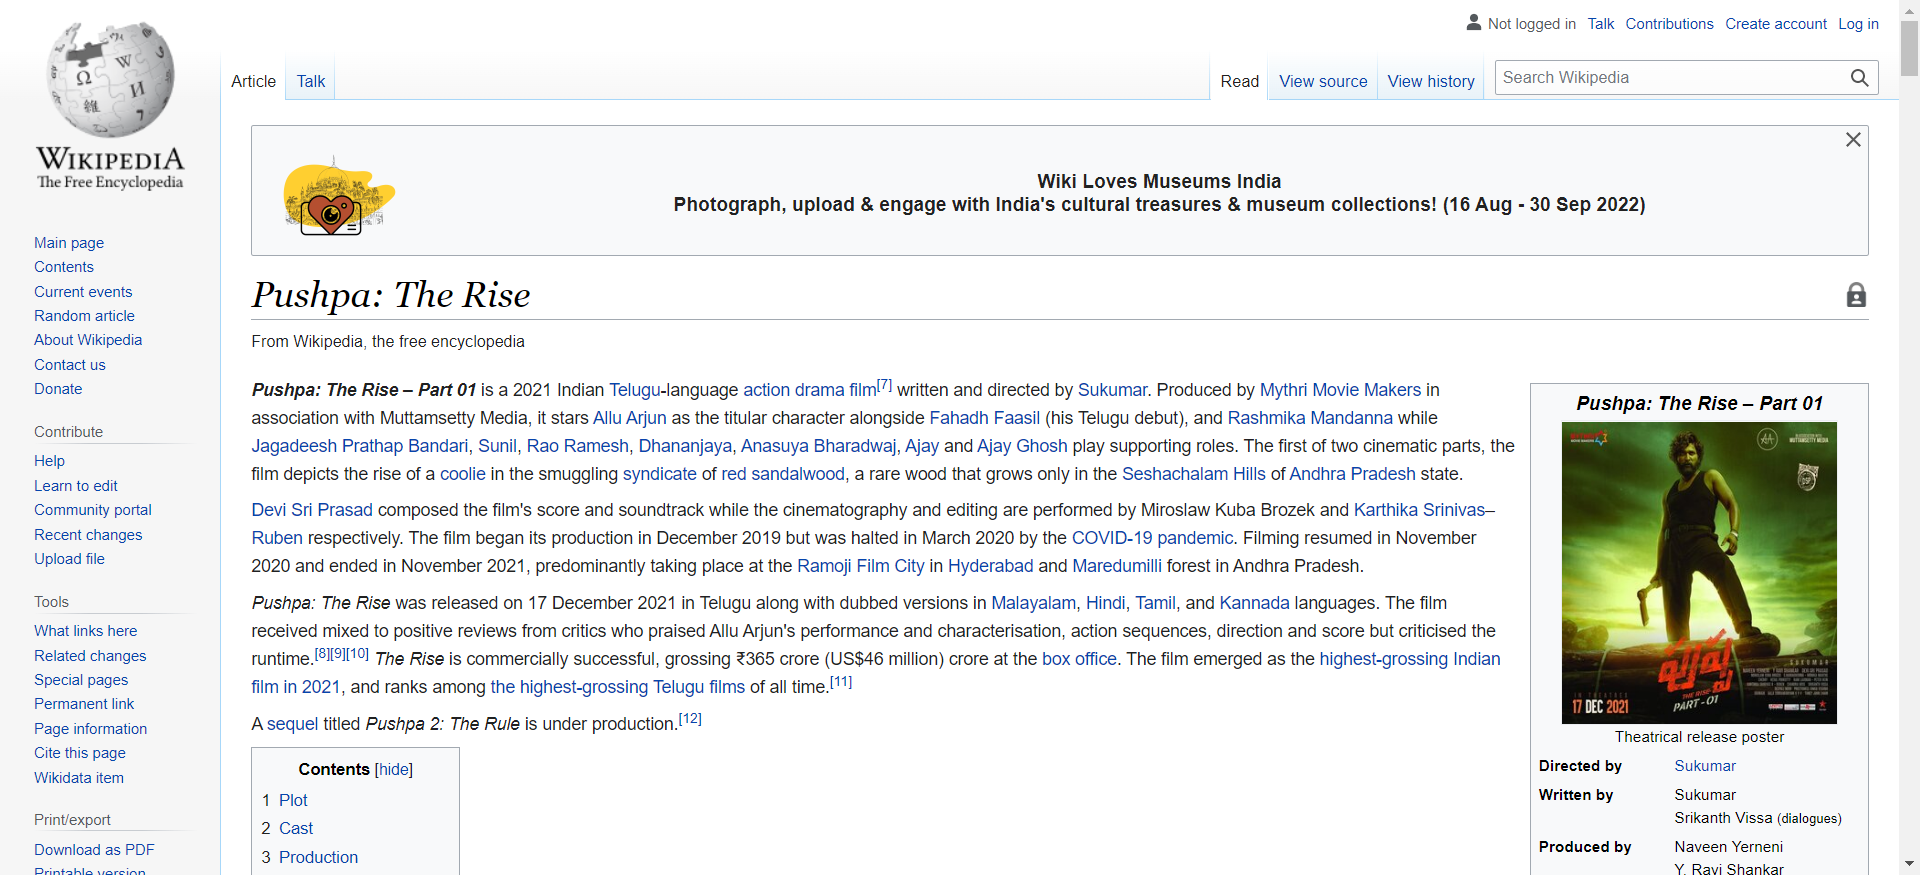 Not logged in Talk Contributions Create account Log in
Article Talk Read View source View history Search Wikipedia
WIKIPEDIA
The Free Encyclopedia
Main page
Contents
Current events
Random article
About Wikipedia
Contact us
Donate
Contribute
Help
Learn to edit
Community portal
Recent changes
Upload file
Tools
What links here
Related changes
Special pages
Permanent link
Page information
Cite this page
Wikidata item
Print/export
Download as PDF
Printable version
Wiki Loves Museums India
Photograph, upload & engage with India's cultural treasures & museum collections! (16 Aug - 30 Sep 2022)
Pushpa: The Rise
From Wikipedia, the free encyclopedia
Pushpa: The Rise – Part 01 is a 2021 Indian Telugu-language action drama film[7] written and directed by Sukumar. Produced by Mythri Movie Makers in
association with Muttamsetty Media, it stars Allu Arjun as the titular character alongside Fahadh Faasil (his Telugu debut), and Rashmika Mandanna while
Jagadeesh Prathap Bandari, Sunil, Rao Ramesh, Dhananjaya, Anasuya Bharadwaj, Ajay and Ajay Ghosh play supporting roles. The first of two cinematic parts, the
film depicts the rise of a coolie in the smuggling syndicate of red sandalwood, a rare wood that grows only in the Seshachalam Hills of Andhra Pradesh state.
Devi Sri Prasad composed the film's score and soundtrack while the cinematography and editing are performed by Miroslaw Kuba Brozek and Karthika Srinivas–
Ruben respectively. The film began its production in December 2019 but was halted in March 2020 by the COVID-19 pandemic. Filming resumed in November
2020 and ended in November 2021, predominantly taking place at the Ramoji Film City in Hyderabad and Maredumilli forest in Andhra Pradesh.
Pushpa: The Rise was released on 17 December 2021 in Telugu along with dubbed versions in Malayalam, Hindi, Tamil, and Kannada languages. The film
received mixed to positive reviews from critics who praised Allu Arjun's performance and characterisation, action sequences, direction and score but criticised the
runtime.[8][9][10] The Rise is commercially successful, grossing ₹365 crore (US$46 million) crore at the box office. The film emerged as the highest-grossing Indian
film in 2021, and ranks among the highest-grossing Telugu films of all time.[11]
A sequel titled Pushpa 2: The Rule is under production.[12]
Contents [hide]
1 Plot
2 Cast
3 Production
Pushpa: The Rise – Part 01
MUTTAMSETTY MEDIA
DSP
SUKUMAR
పుష్ప
THE RISE
PART-01
IN THEATRES
17 DEC 2021
Theatrical release poster
Directed by Sukumar
Written by Sukumar
Srikanth Vissa (dialogues)
Produced by Naveen Yerneni
Y. Ravi Shankar